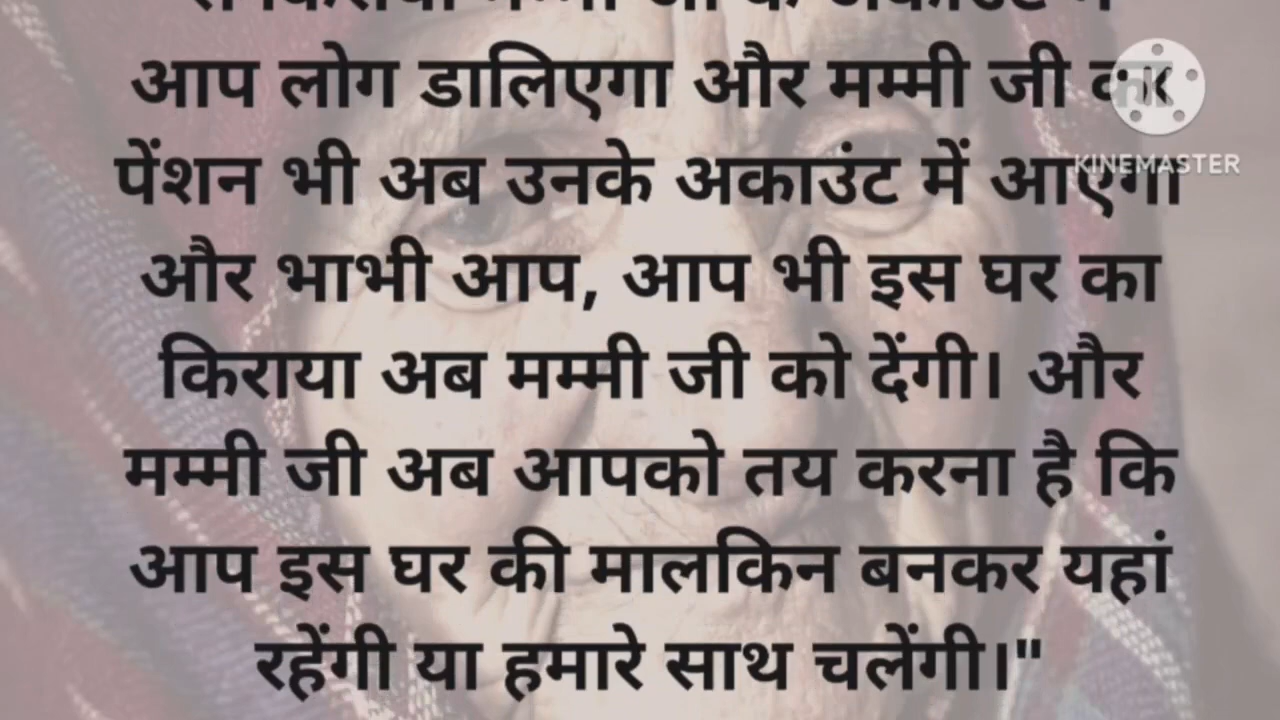 आप लोग डालिएगा और मम्मी जी
पेंशन भी अब उनके अकाउंट में आएगी
और भाभी आप, आप भी इस घर का
किराया अब मम्मी जी को देंगी। और
मम्मी जी अब आपको तय करना है कि
आप इस घर की मालकिन बनकर यहां
रहेंगी या हमारे साथ चलेंगी।"
KINEMASTER